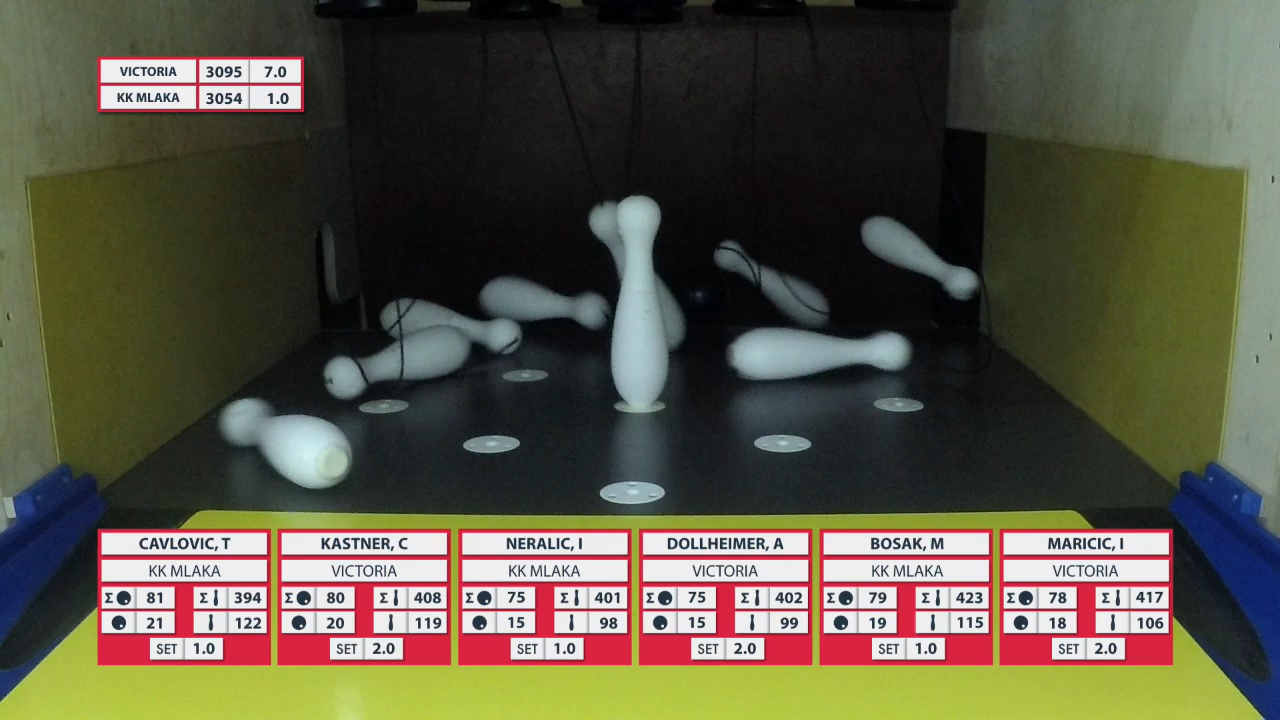 VICTORIA 3095 7.0
KK MLAKA 3054 1.0
CAVLOVIC, T
KK MLAKA
Σ 81 Σ 394
21 122
SET 1.0
KASTNER, C
VICTORIA
Σ 80 Σ 408
20 119
SET 2.0
NERALIC, I
KK MLAKA
Σ 75 Σ 401
15 98
SET 1.0
DOLLHEIMER, A
VICTORIA
Σ 75 Σ 402
15 99
SET 2.0
BOSAK, M
KK MLAKA
Σ 79 Σ 423
19 115
SET 1.0
MARICIC, I
VICTORIA
Σ 78 Σ 417
18 106
SET 2.0